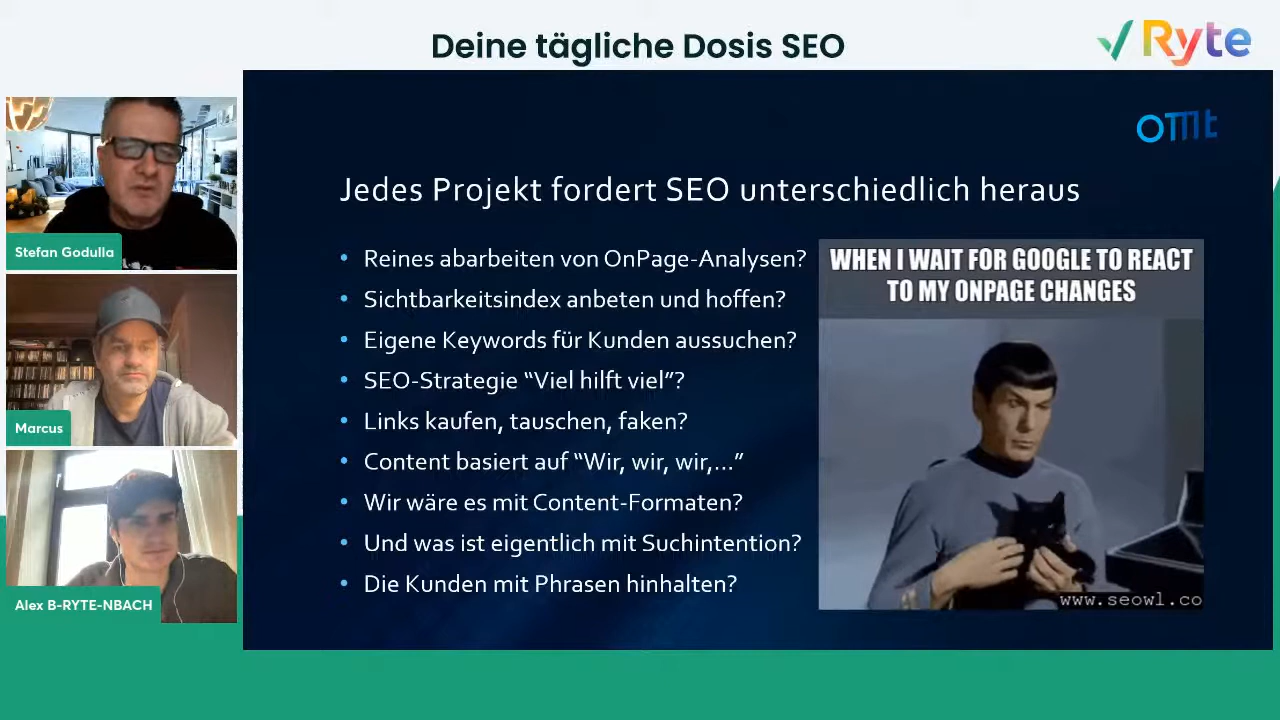 Deine tägliche Dosis SEO
Ryte
omt
Stefan Godulla
Marcus
Alex B-RYTE-NBACH
Jedes Projekt fordert SEO unterschiedlich heraus
• Reines abarbeiten von OnPage-Analysen?
• Sichtbarkeitsindex anbeten und hoffen?
• Eigene Keywords für Kunden aussuchen?
• SEO-Strategie “Viel hilft viel”?
• Links kaufen, tauschen, faken?
• Content basiert auf “Wir, wir, wir,...”
• Wir wäre es mit Content-Formaten?
• Und was ist eigentlich mit Suchintention?
• Die Kunden mit Phrasen hinhalten?
WHEN I WAIT FOR GOOGLE TO REACT
TO MY ONPAGE CHANGES
www.seowl.co